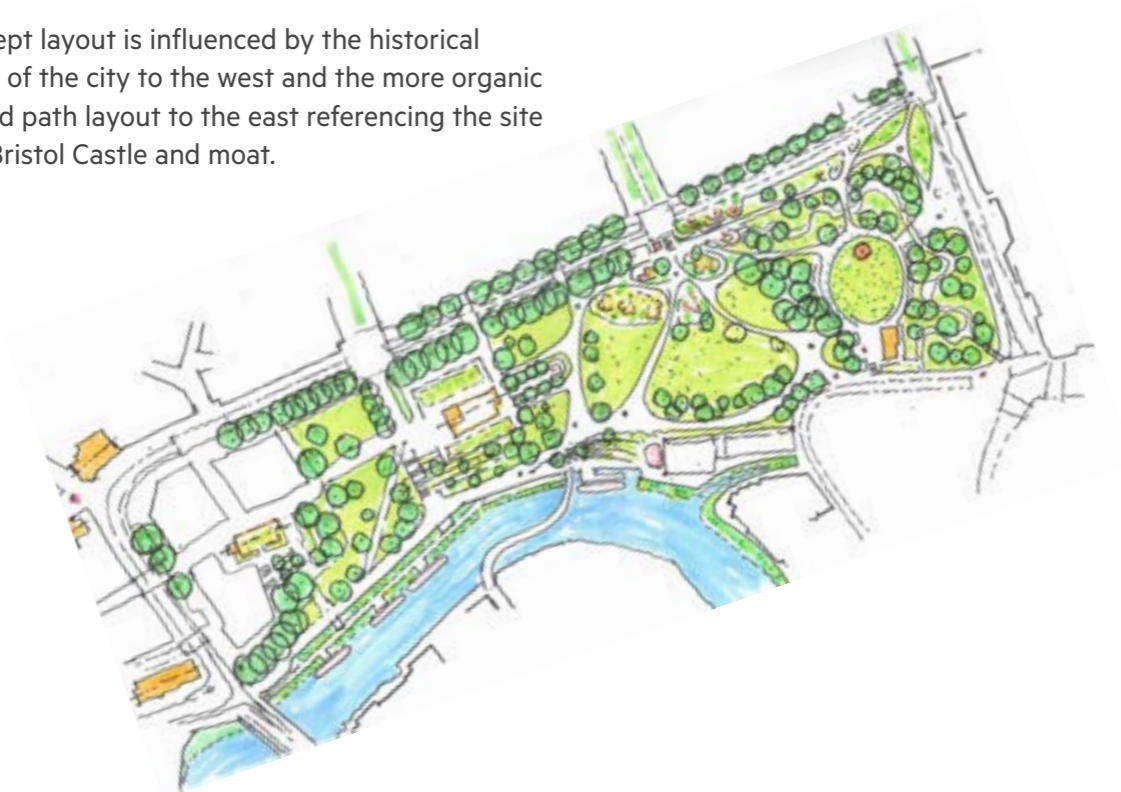 ept layout is influenced by the historical
of the city to the west and the more organic
d path layout to the east referencing the site
Bristol Castle and moat.